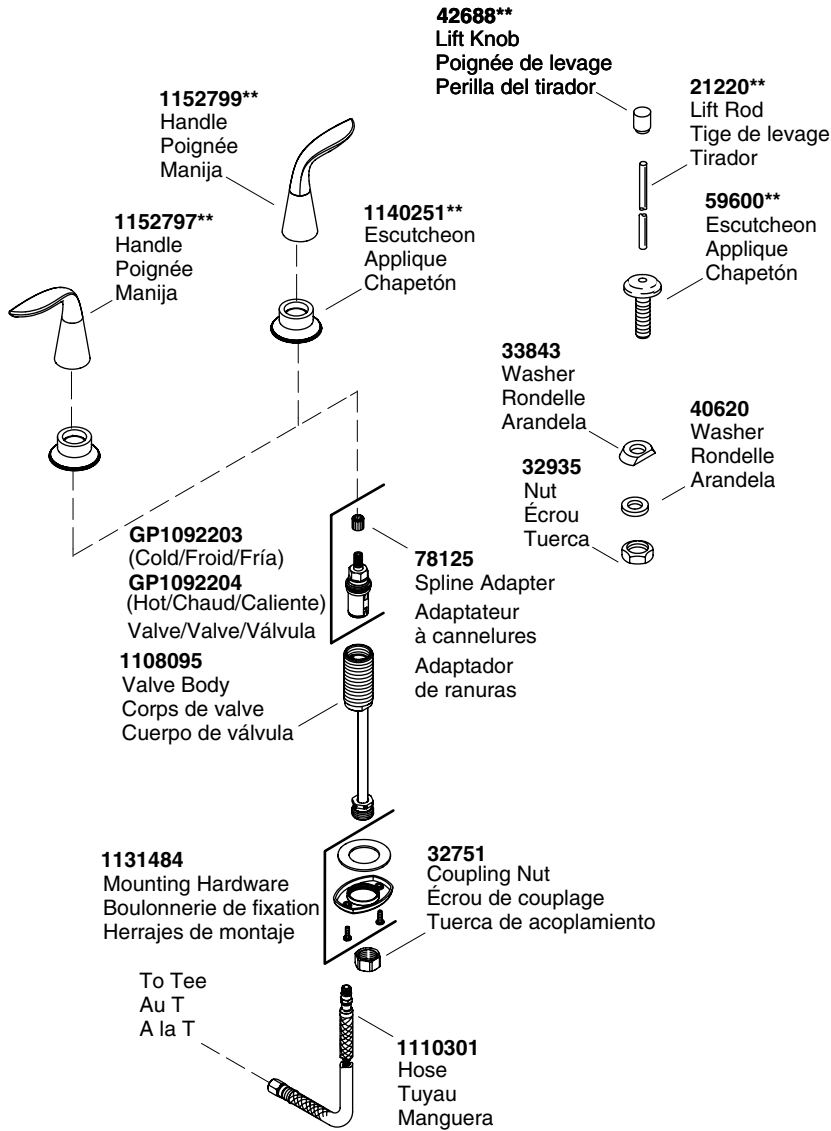 42688**
Lift Knob
Poignée de levage
Perilla del tirador
21220**
Lift Rod
Tige de levage
Tirador
1152799**
Handle
Poignée
Manija
59600**
Escutcheon
Applique
Chapetón
1140251**
Escutcheon
Applique
Chapetón
1152797**
Handle
Poignée
Manija
33843
Washer
Rondelle
Arandela
40620
Washer
Rondelle
Arandela
32935
Nut
Écrou
Tuerca
GP1092203
(Cold/Froid/Fría)
GP1092204
(Hot/Chaud/Caliente)
Valve/Valve/Válvula
78125
Spline Adapter
Adaptateur
à cannelures
Adaptador
de ranuras
1108095
Valve Body
Corps de valve
Cuerpo de válvula
1131484
Mounting Hardware
Boulonnerie de fixation
Herrajes de montaje
32751
Coupling Nut
Écrou de couplage
Tuerca de acoplamiento
To Tee
Au T
A la T
1110301
Hose
Tuyau
Manguera